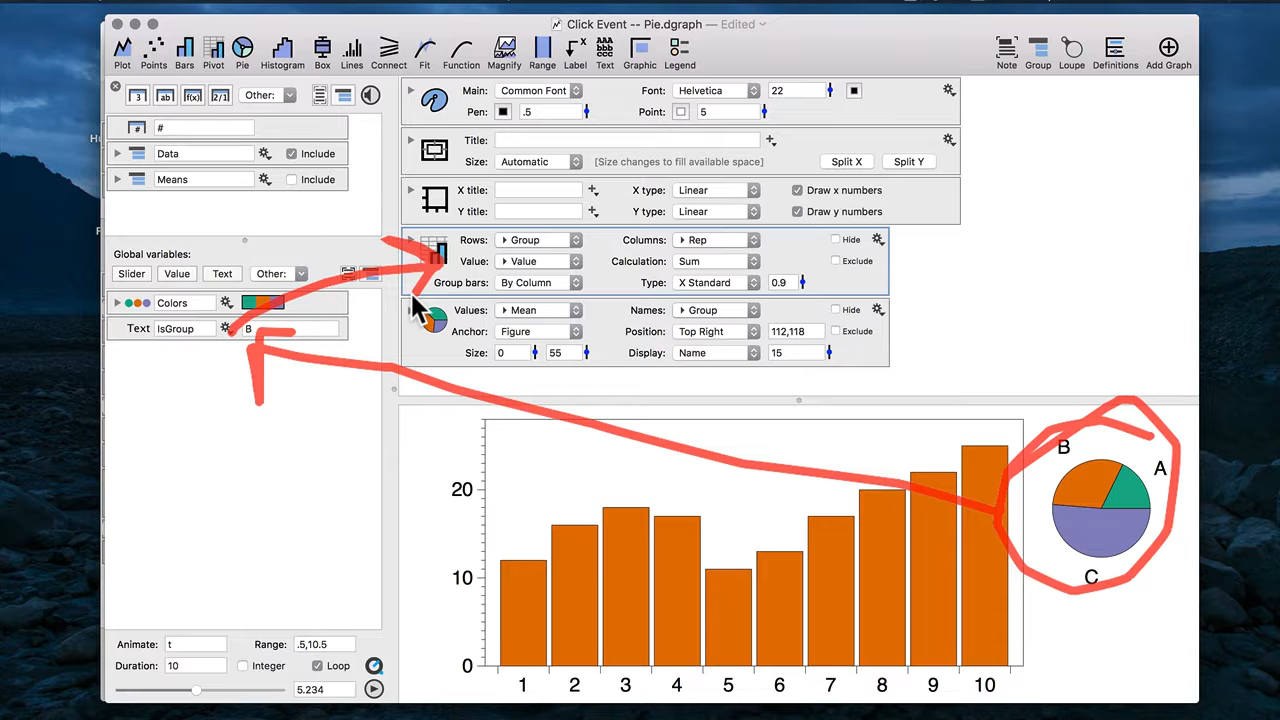 Click Event -- Pie.dgraph — Edited
Plot Points Bars Pivot Pie Histogram Box Lines Connect Fit Function Magnify Range Label Text Graphic Legend Note Group Loupe Definitions Add Graph
3 ab f(x) 2/1 Other:
# #
Data Include
Means Include
Global variables:
Slider Value Text Other:
Colors
Text IsGroup B
Main: Common Font Font: Helvetica 22
Pen: .5 Point: 5
Title:
Size: Automatic [Size changes to fill available space] Split X Split Y
X title: X type: Linear Draw x numbers
Y title: Y type: Linear Draw y numbers
Rows: Group Columns: Rep Hide
Value: Value Calculation: Sum Exclude
Group bars: By Column Type: X Standard 0.9
Values: Mean Names: Group Hide
Anchor: Figure Position: Top Right 112,118 Exclude
Size: 0 55 Display: Name 15
20
10
0
1 2 3 4 5 6 7 8 9 10
B
A
C
Animate: t Range: .5,10.5
Duration: 10 Integer Loop
5.234